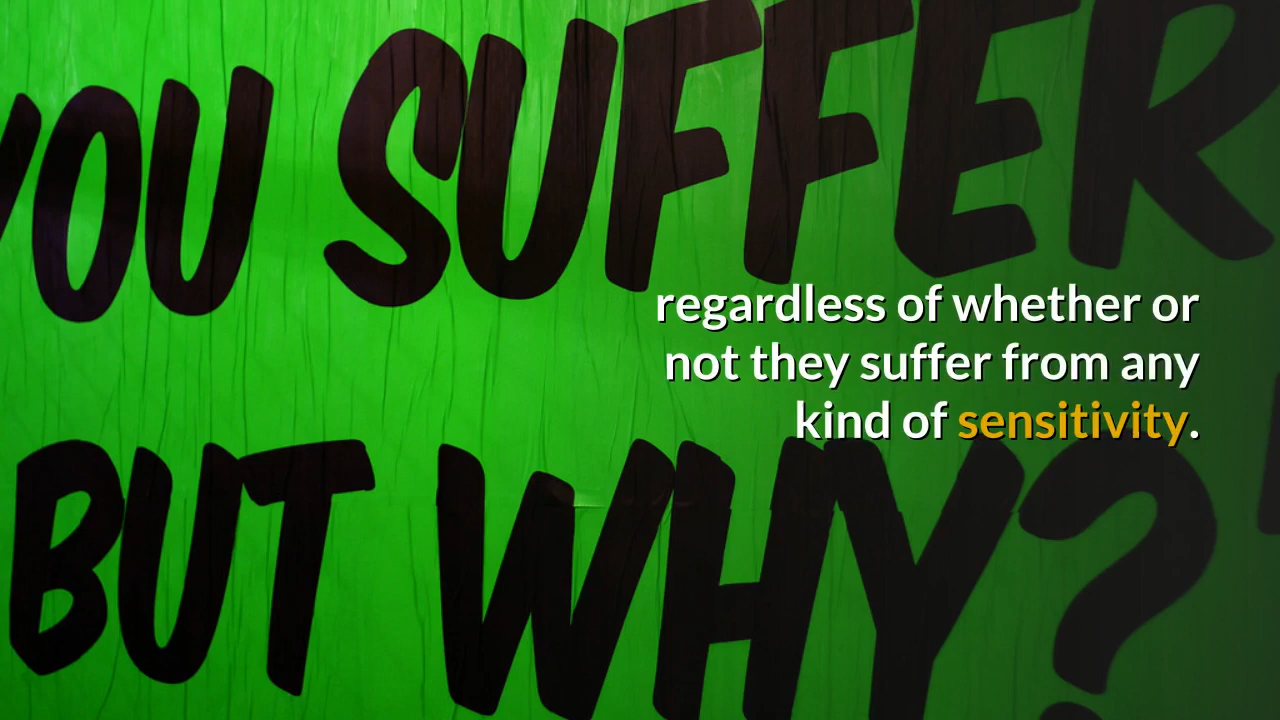 YOU SUFFER
regardless of whether or
not they suffer from any
kind of sensitivity.
BUT WHY?